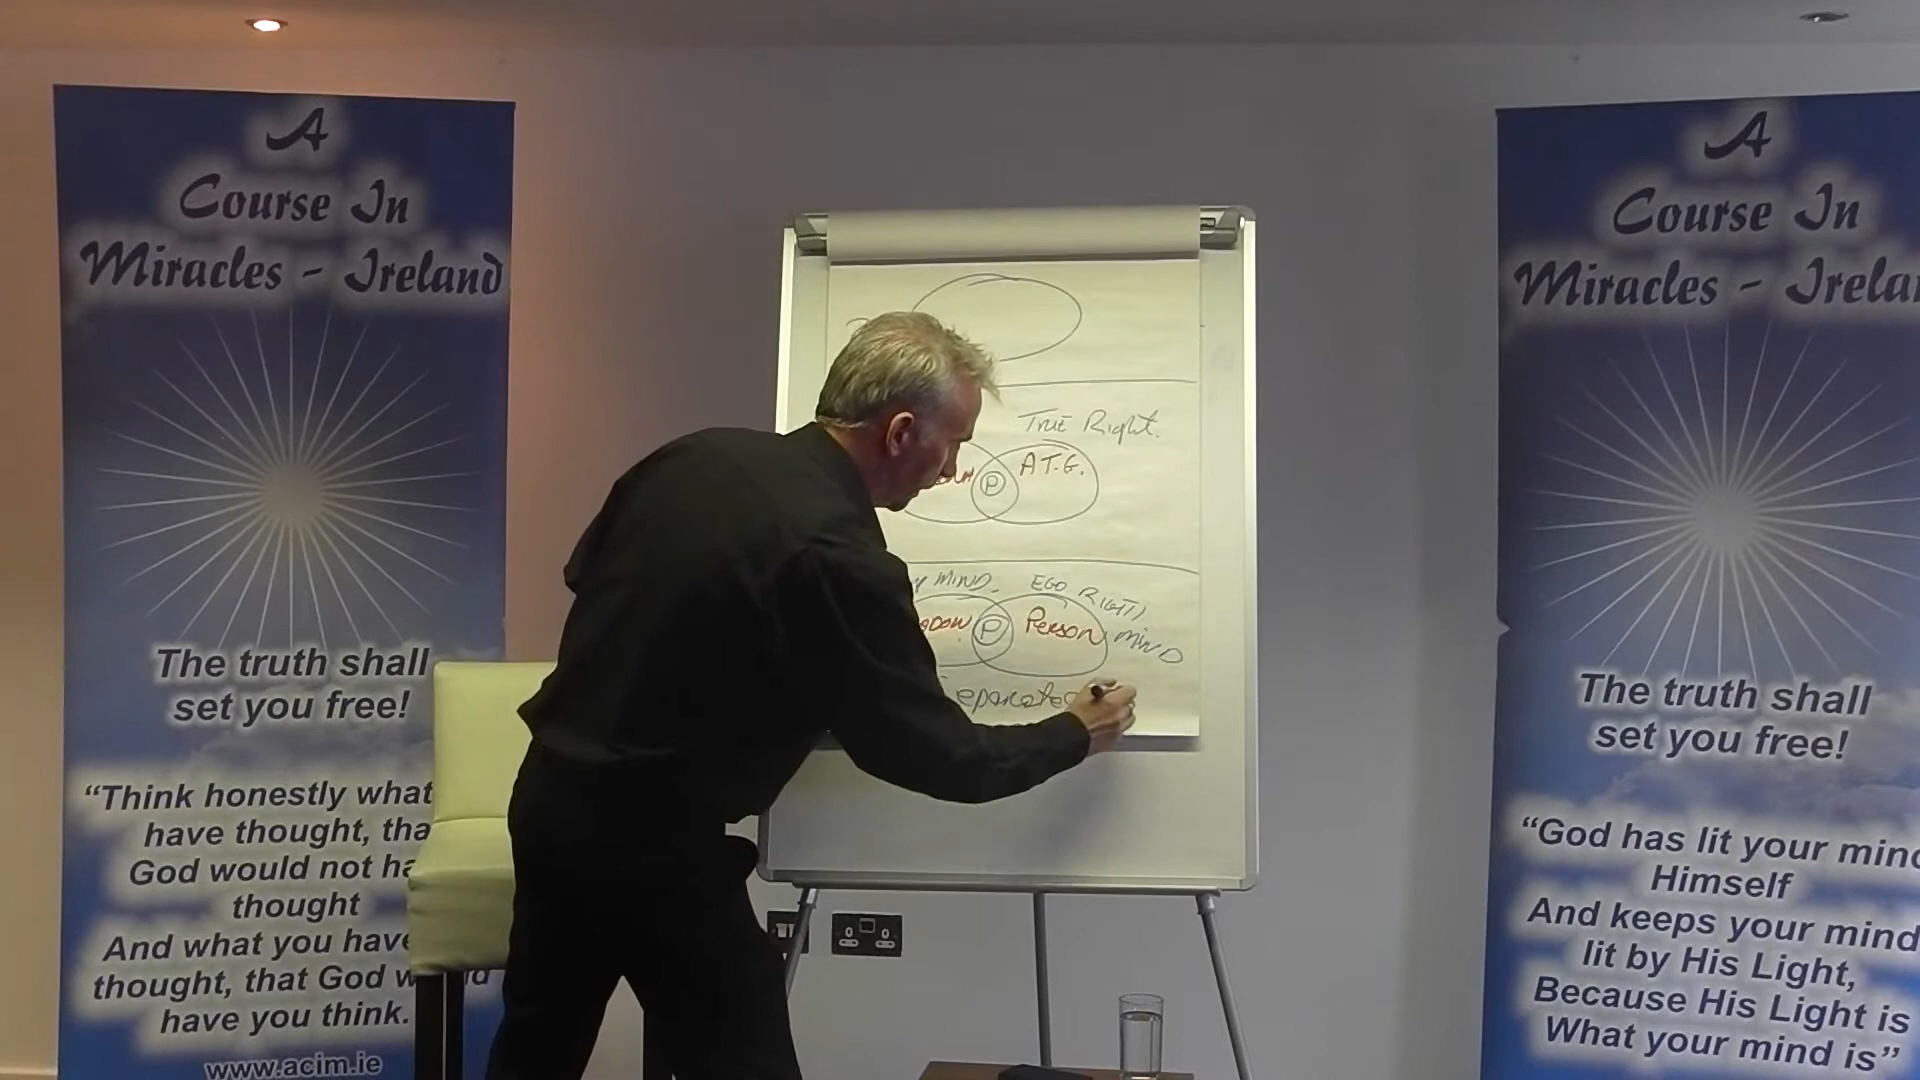 A
Course In
Miracles - Ireland
The truth shall
set you free!
“Think honestly what
have thought, tha
God would not ha
thought
And what you have
thought, that God w
have you think.
www.acim.ie
True Right.
A.T.G.
P
MIND.
EGO RIGHT
MIND
P
Person
eparate
A
Course In
Miracles - Irela
The truth shall
set you free!
“God has lit your mind
Himself
And keeps your mind
lit by His Light,
Because His Light is
What your mind is”